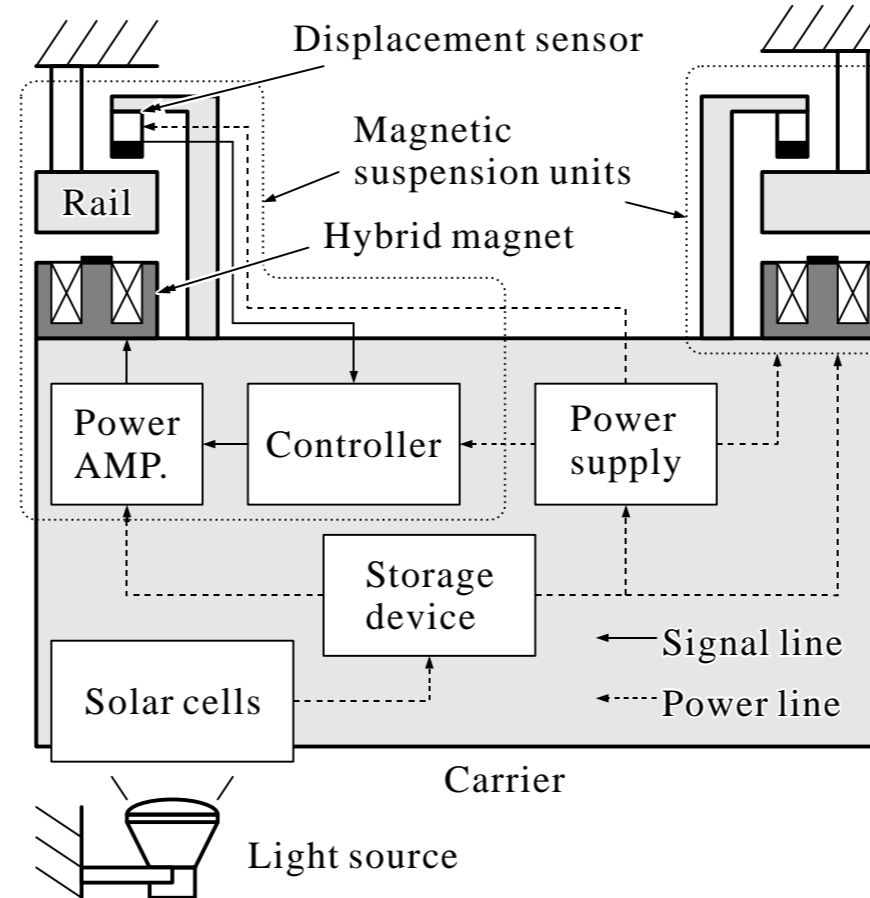 Displacement sensor
Magnetic
suspension units
Rail
Hybrid magnet
Power
AMP.
Controller
Power
supply
Storage
device
Signal line
Solar cells
Power line
Carrier
Light source